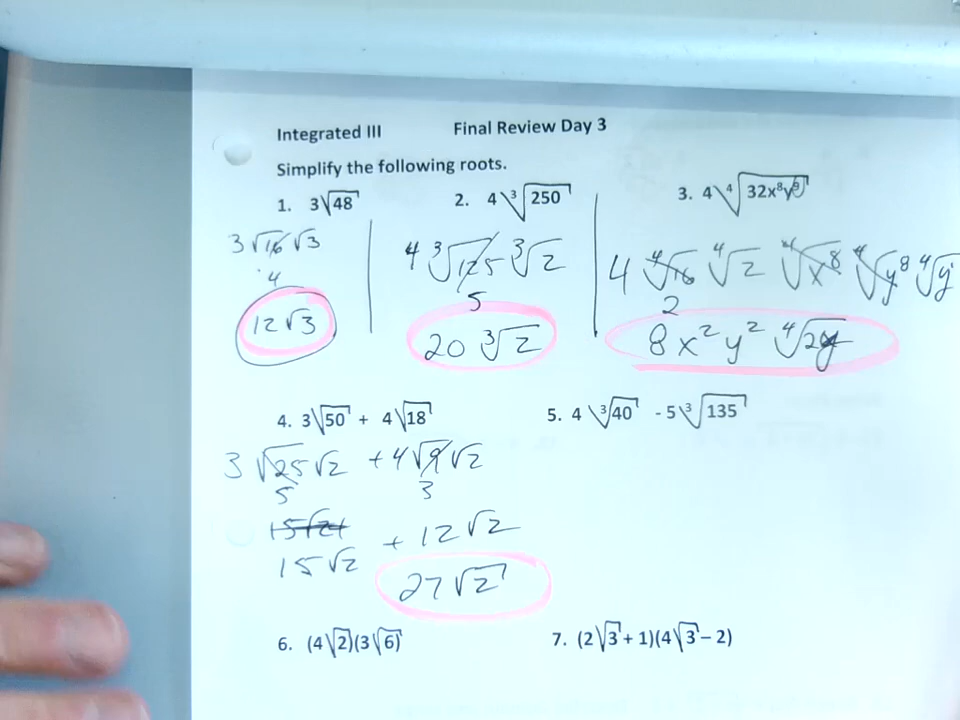 Integrated III Final Review Day 3
Simplify the following roots.
1. 3√48 2. 4∛250 3. 4∜32x⁸y⁹
3√16√3 4∛125∛2 4∜16∜2∜x⁸∜y⁸∜y
4 5 2
12√3 20∛2 8x²y²∜2y
4. 3√50 + 4√18 5. 4∛40 - 5∛135
3√25√2 + 4√9√2
5 3
15√2 + 12√2
27√2
6. (4√2)(3√6) 7. (2√3 + 1)(4√3 – 2)